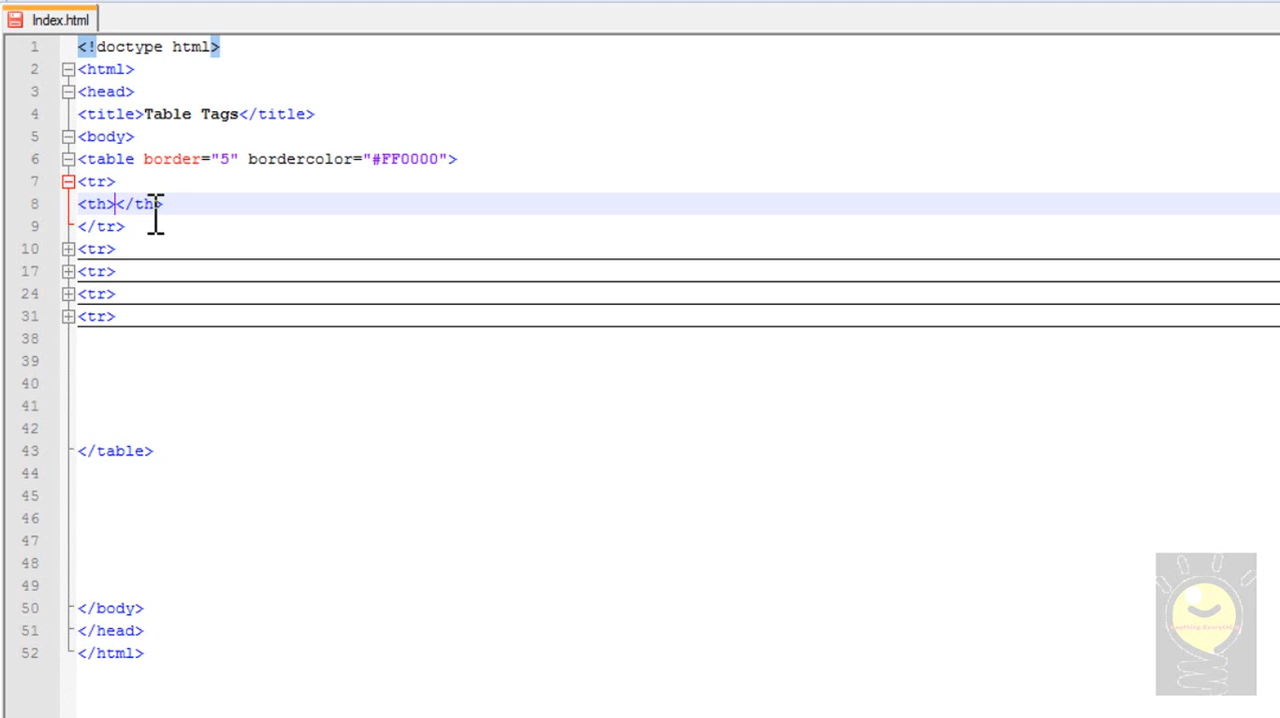 Index.html
1 <!doctype html>
2 <html>
3 <head>
4 <title>Table Tags</title>
5 <body>
6 <table border="5" bordercolor="#FF0000">
7 <tr>
8 <th></th>
9 </tr>
10 <tr>
17 <tr>
24 <tr>
31 <tr>
38
39
40
41
42
43 </table>
44
45
46
47
48
49
50 </body>
51 </head>
52 </html>